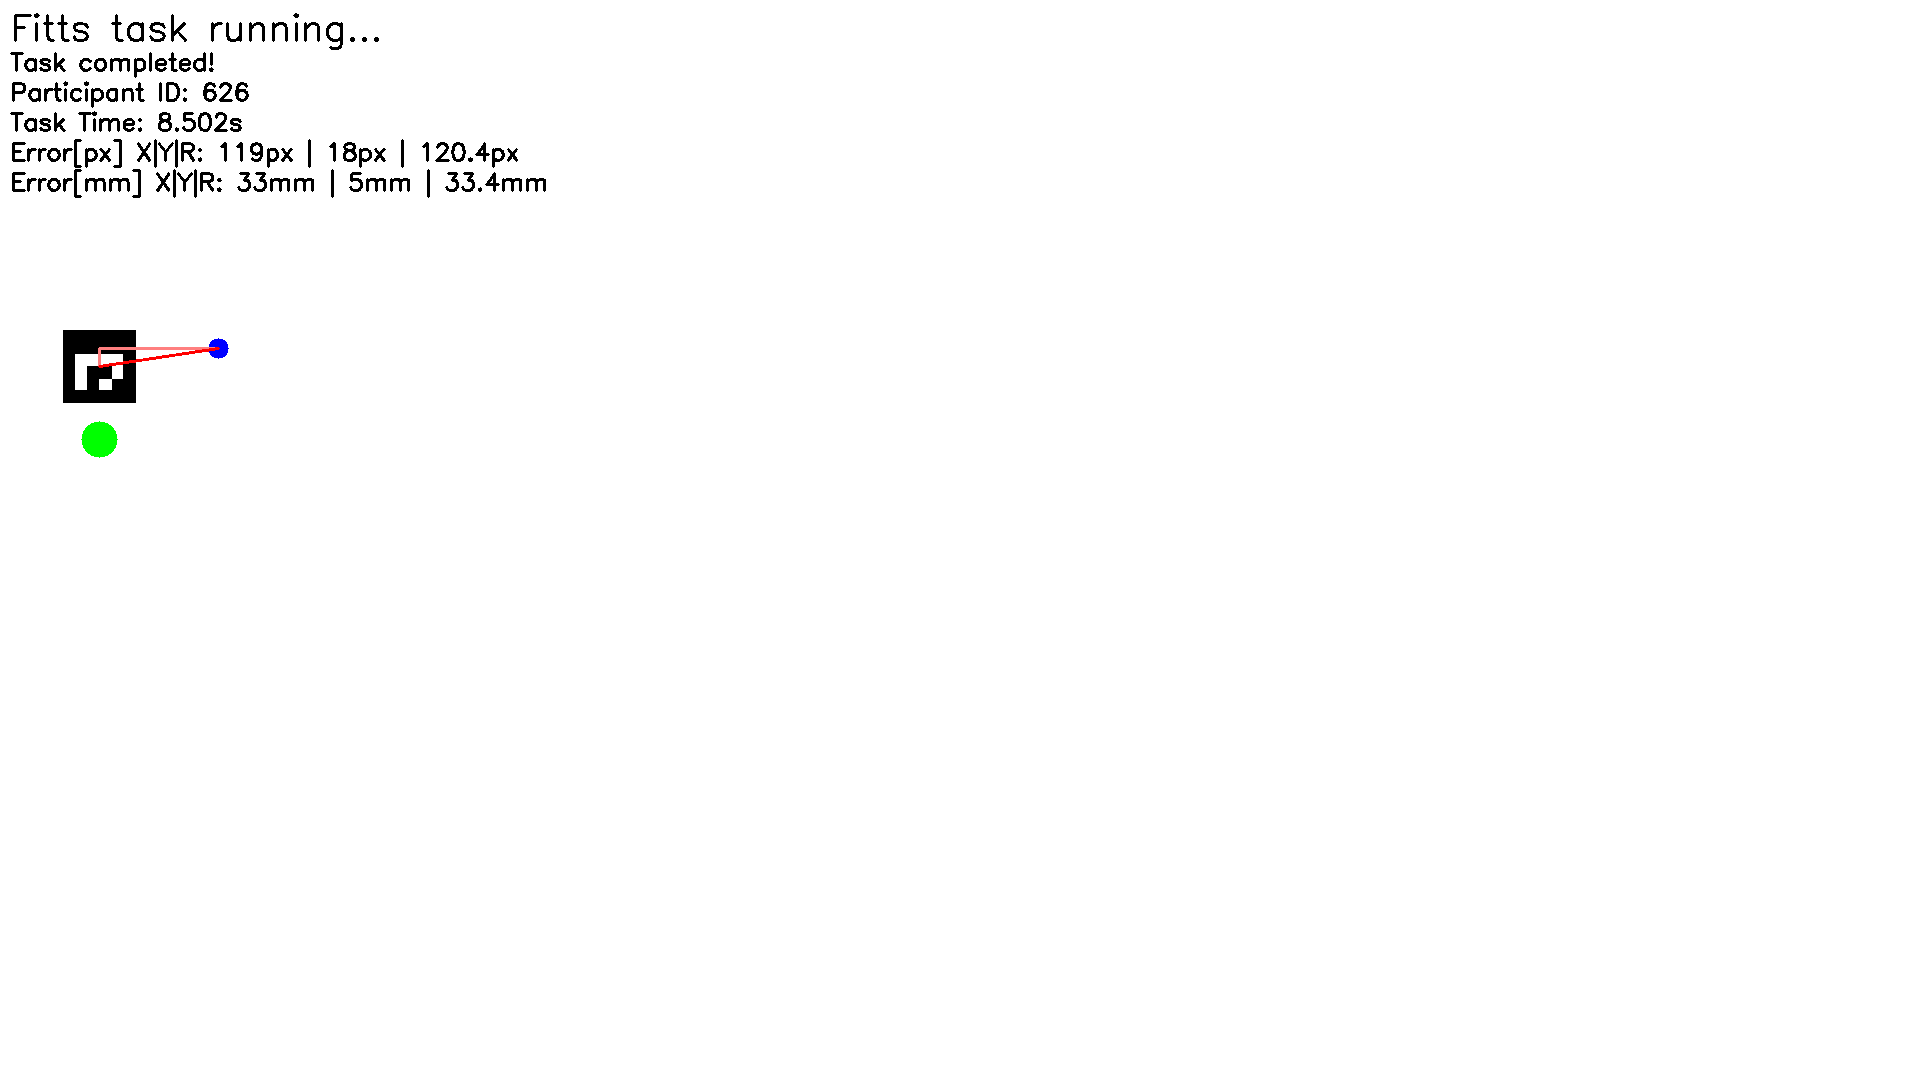 Fitts task running...
Task completed!
Participant ID: 626
Task Time: 8.502s
Error[px] X|Y|R: 119px | 18px | 120.4px
Error[mm] X|Y|R: 33mm | 5mm | 33.4mm